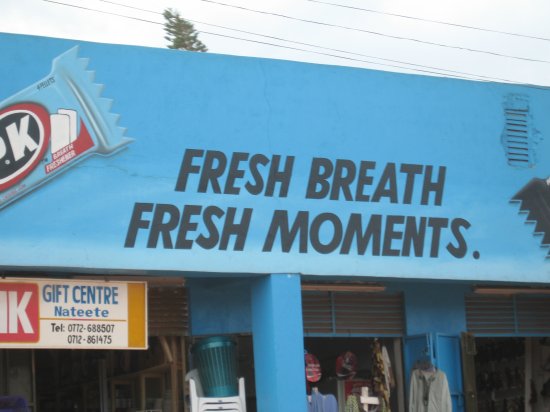 FRESH BREATH
FRESH MOMENTS.
.K
BREATH
FRESHENER
GIFT CENTRE
Nateete
Tel: 0772-688507
0712-861475